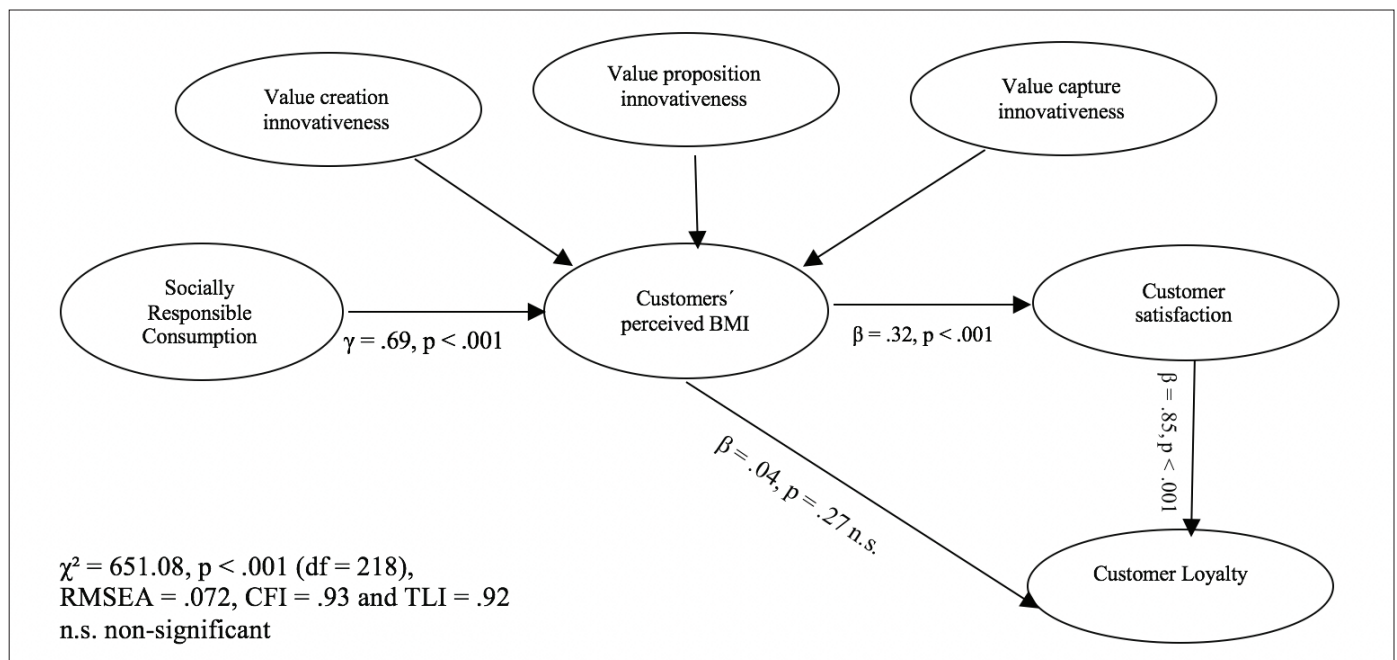 Value creation
innovativeness
Value proposition
innovativeness
Value capture
innovativeness
Socially
Responsible
Consumption
γ = .69, p < .001
Customers´
perceived BMI
β = .32, p < .001
Customer
satisfaction
β = .85, p < .001
β = .04, p = .27 n.s.
Customer Loyalty
χ² = 651.08, p < .001 (df = 218),
RMSEA = .072, CFI = .93 and TLI = .92
n.s. non-significant